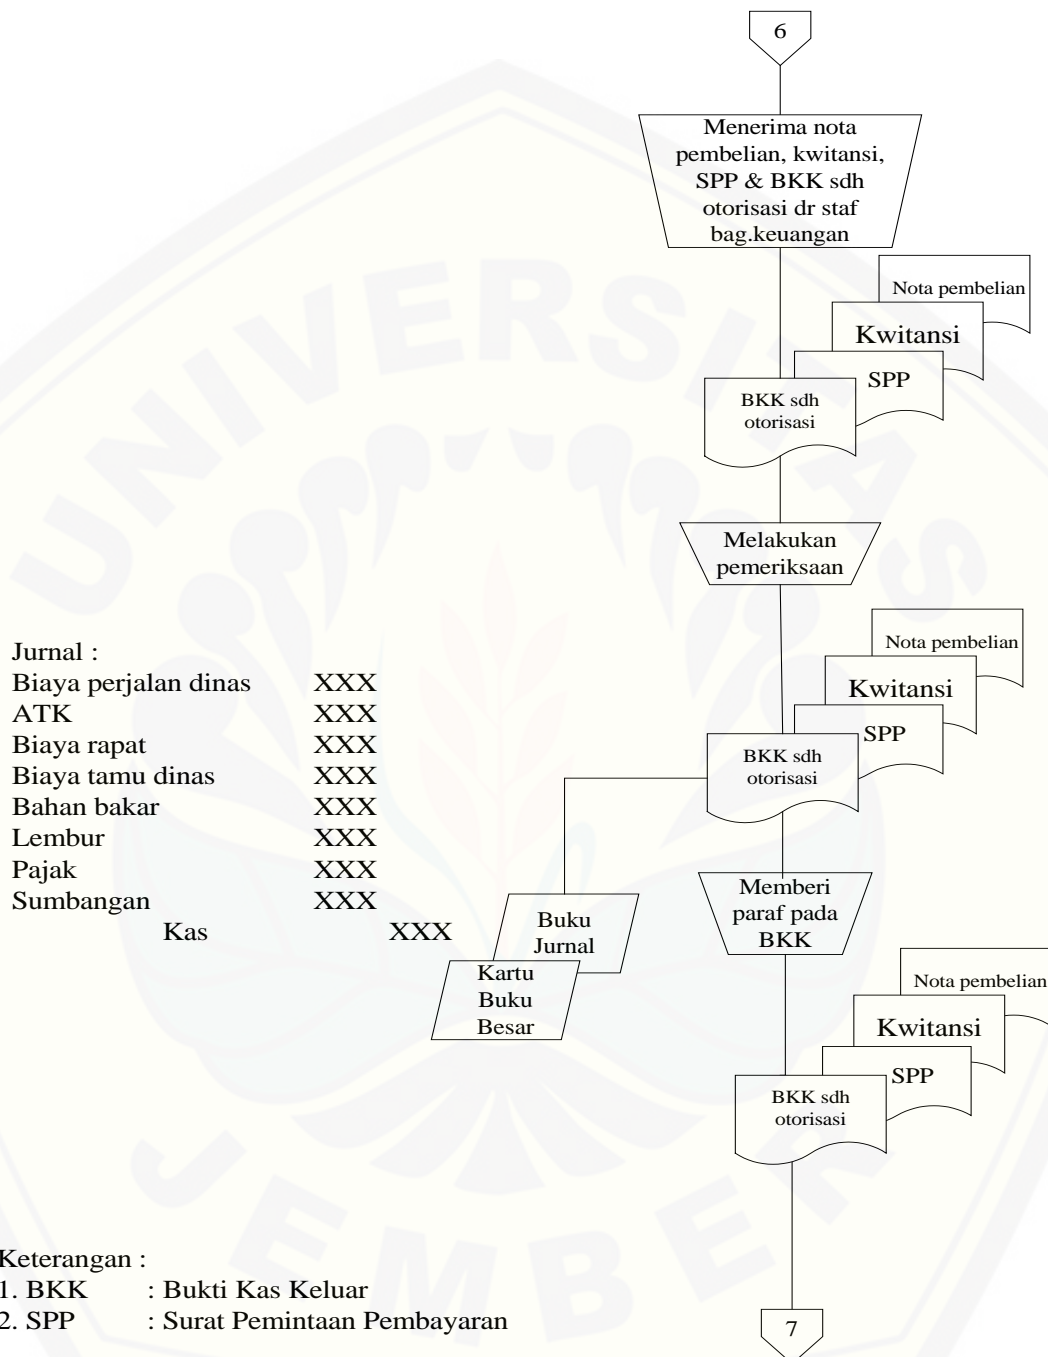 6
Menerima nota
pembelian, kwitansi,
SPP & BKK sdh
otorisasi dr staf
bag.keuangan
Nota pembelian
Kwitansi
SPP
BKK sdh
otorisasi
Melakukan
pemeriksaan
Nota pembelian
Kwitansi
SPP
BKK sdh
otorisasi
Jurnal :
Biaya perjalan dinas XXX
ATK XXX
Biaya rapat XXX
Biaya tamu dinas XXX
Bahan bakar XXX
Lembur XXX
Pajak XXX
Sumbangan XXX
Kas XXX
Buku
Jurnal
Kartu
Buku
Besar
Memberi
paraf pada
BKK
Nota pembelian
Kwitansi
SPP
BKK sdh
otorisasi
7
Keterangan :
1. BKK : Bukti Kas Keluar
2. SPP : Surat Pemintaan Pembayaran
UNIVERSITAS
JEMBER